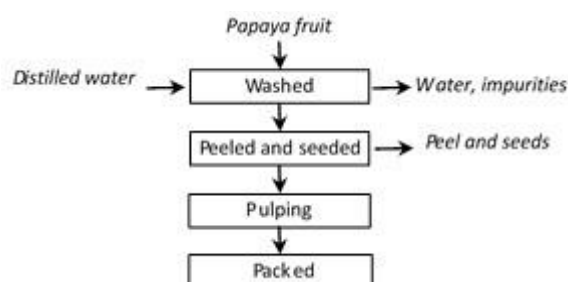 Papaya fruit
Distilled water
Washed
Water, impurities
Peeled and seeded
Peel and seeds
Pulping
Packed